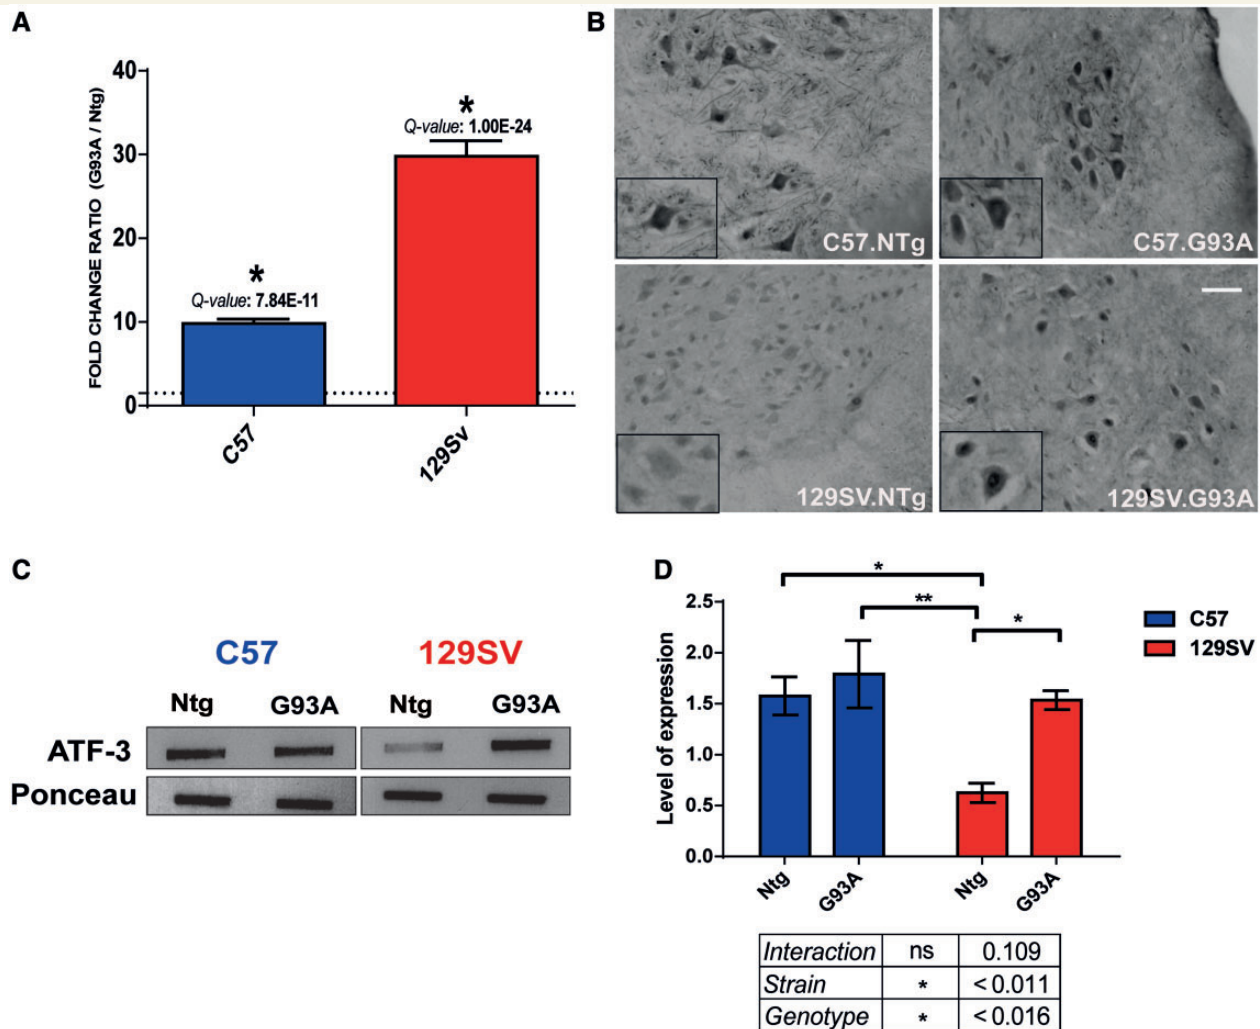 A
FOLD CHANGE RATIO (G93A / Ntg)
40
30
20
10
0
*
Q-value: 7.84E-11
*
Q-value: 1.00E-24
C57
129Sv
B
C57.NTg
C57.G93A
129SV.NTg
129SV.G93A
C
C57
129SV
Ntg
G93A
Ntg
G93A
ATF-3
Ponceau
D
Level of expression
2.5
2.0
1.5
1.0
0.5
0.0
*
**
*
C57
129SV
Ntg
G93A
Ntg
G93A
Interaction ns 0.109
Strain * <0.011
Genotype * <0.016